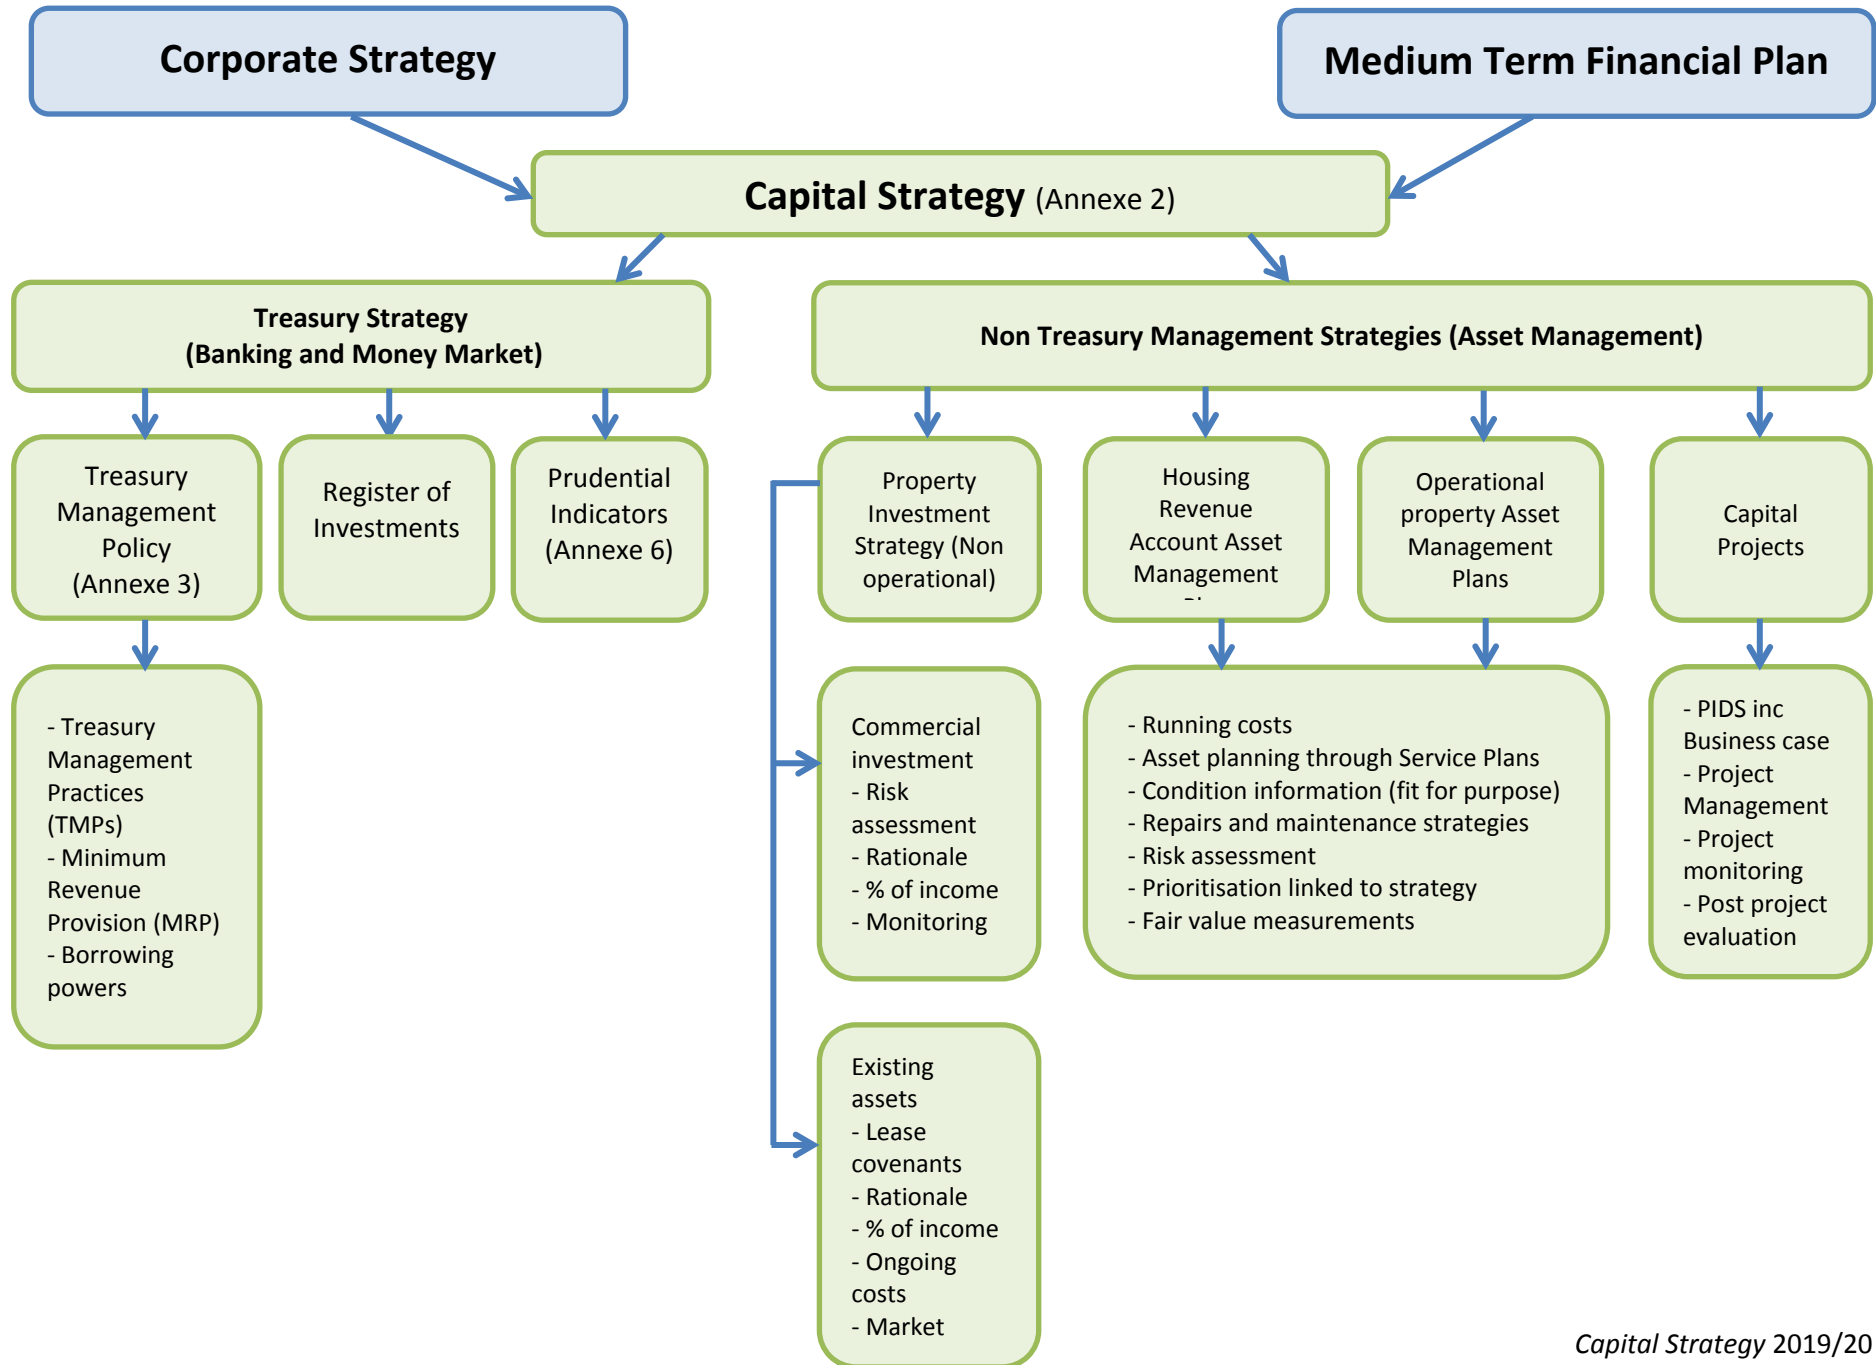 Corporate Strategy
Medium Term Financial Plan
Capital Strategy (Annexe 2)
Treasury Strategy
(Banking and Money Market)
Non Treasury Management Strategies (Asset Management)
Treasury
Management
Policy
(Annexe 3)
Register of
Investments
Prudential
Indicators
(Annexe 6)
Property
Investment
Strategy (Non
operational)
Housing
Revenue
Account Asset
Management
Operational
property Asset
Management
Plans
Capital
Projects
- Treasury
Management
Practices
(TMPs)
- Minimum
Revenue
Provision (MRP)
- Borrowing
powers
Commercial
investment
- Risk
assessment
- Rationale
- % of income
- Monitoring
- Running costs
- Asset planning through Service Plans
- Condition information (fit for purpose)
- Repairs and maintenance strategies
- Risk assessment
- Prioritisation linked to strategy
- Fair value measurements
- PIDS inc
Business case
- Project
Management
- Project
monitoring
- Post project
evaluation
Existing
assets
- Lease
covenants
- Rationale
- % of income
- Ongoing
costs
- Market
Capital Strategy 2019/20